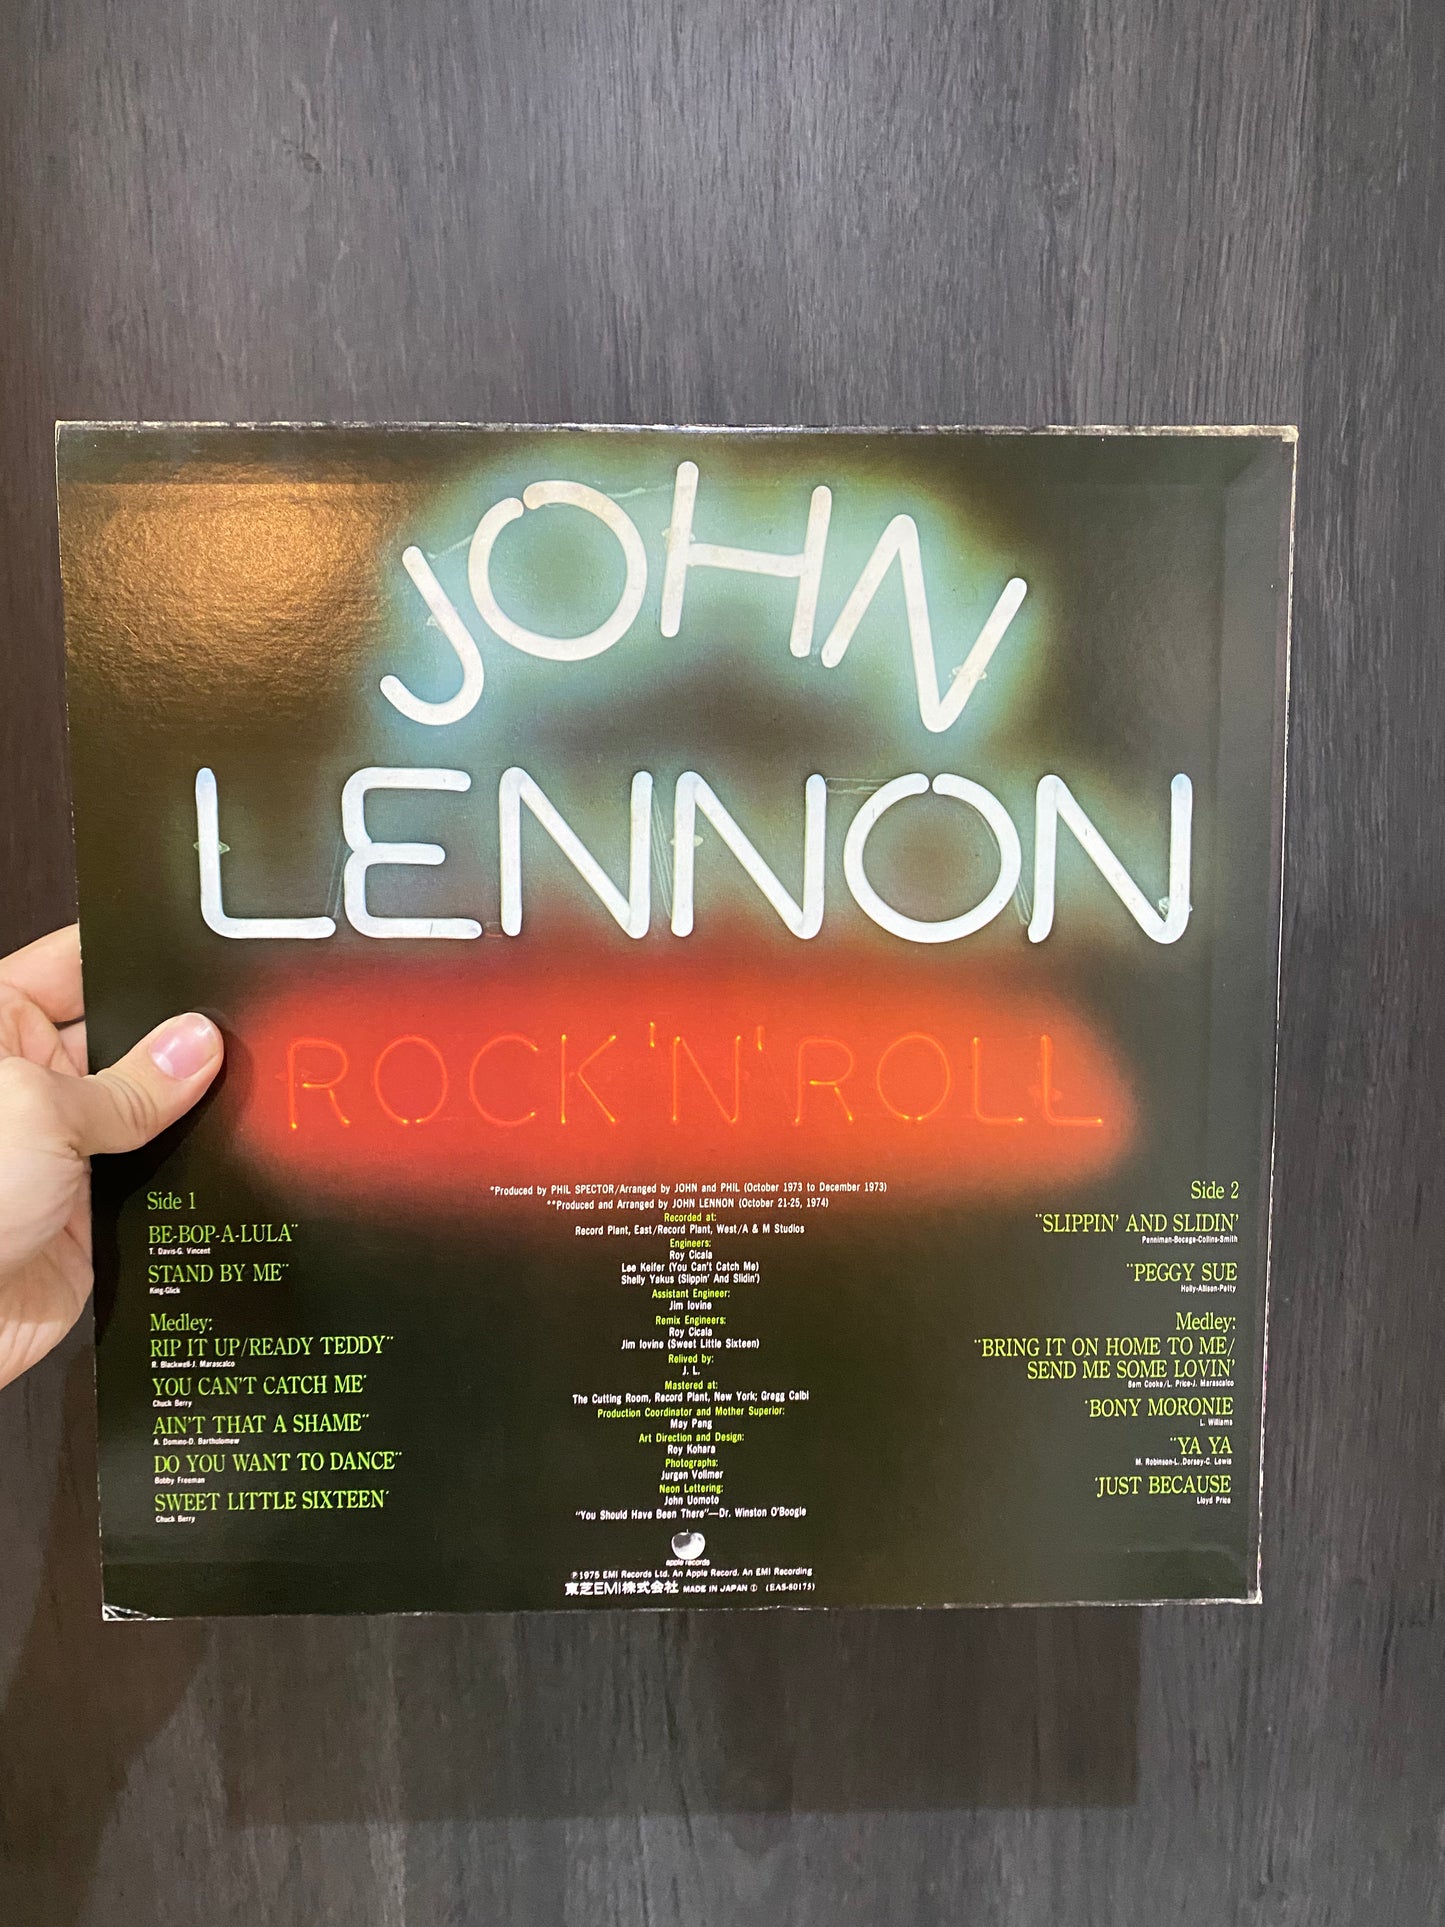 JOHN
LENNON
ROCK 'N' ROLL
Side 1
BE-BOP-A-LULA**
T. Davis-G. Vincent
STAND BY ME**
King-Glick
Medley:
RIP IT UP/READY TEDDY**
R. Blackwell-J. Marascalco
YOU CAN'T CATCH ME*
Chuck Berry
AIN'T THAT A SHAME**
A. Domino-D. Bartholomew
DO YOU WANT TO DANCE**
Bobby Freeman
SWEET LITTLE SIXTEEN*
Chuck Berry
*Produced by PHIL SPECTOR/Arranged by JOHN and PHIL (October 1973 to December 1973)
**Produced and Arranged by JOHN LENNON (October 21-25, 1974)
Recorded at:
Record Plant, East/Record Plant, West/A & M Studios
Engineers:
Roy Cicala
Lee Keifer (You Can't Catch Me)
Shelly Yakus (Slippin' And Slidin')
Assistant Engineer:
Jim Iovine
Remix Engineers:
Roy Cicala
Jim Iovine (Sweet Little Sixteen)
Relived by:
J. L.
Mastered at:
The Cutting Room, Record Plant, New York; Gregg Calbi
Production Coordinator and Mother Superior:
May Pang
Art Direction and Design:
Roy Kohara
Photographs:
Jurgen Vollmer
Neon Lettering:
John Uomoto
"You Should Have Been There"—Dr. Winston O'Boogie
apple records
℗1975 EMI Records Ltd. An Apple Record. An EMI Recording
東芝EMI株式会社 MADE IN JAPAN ① (EAS-80175)
Side 2
**SLIPPIN' AND SLIDIN'
Penniman-Bocage-Collins-Smith
**PEGGY SUE
Holly-Allison-Petty
Medley:
**BRING IT ON HOME TO ME/
SEND ME SOME LOVIN'
Sam Cooke/L. Price-J. Marascalco
*BONY MORONIE
L. Williams
**YA YA
M. Robinson-L. Dorsey-C. Lewis
*JUST BECAUSE
Lloyd Price